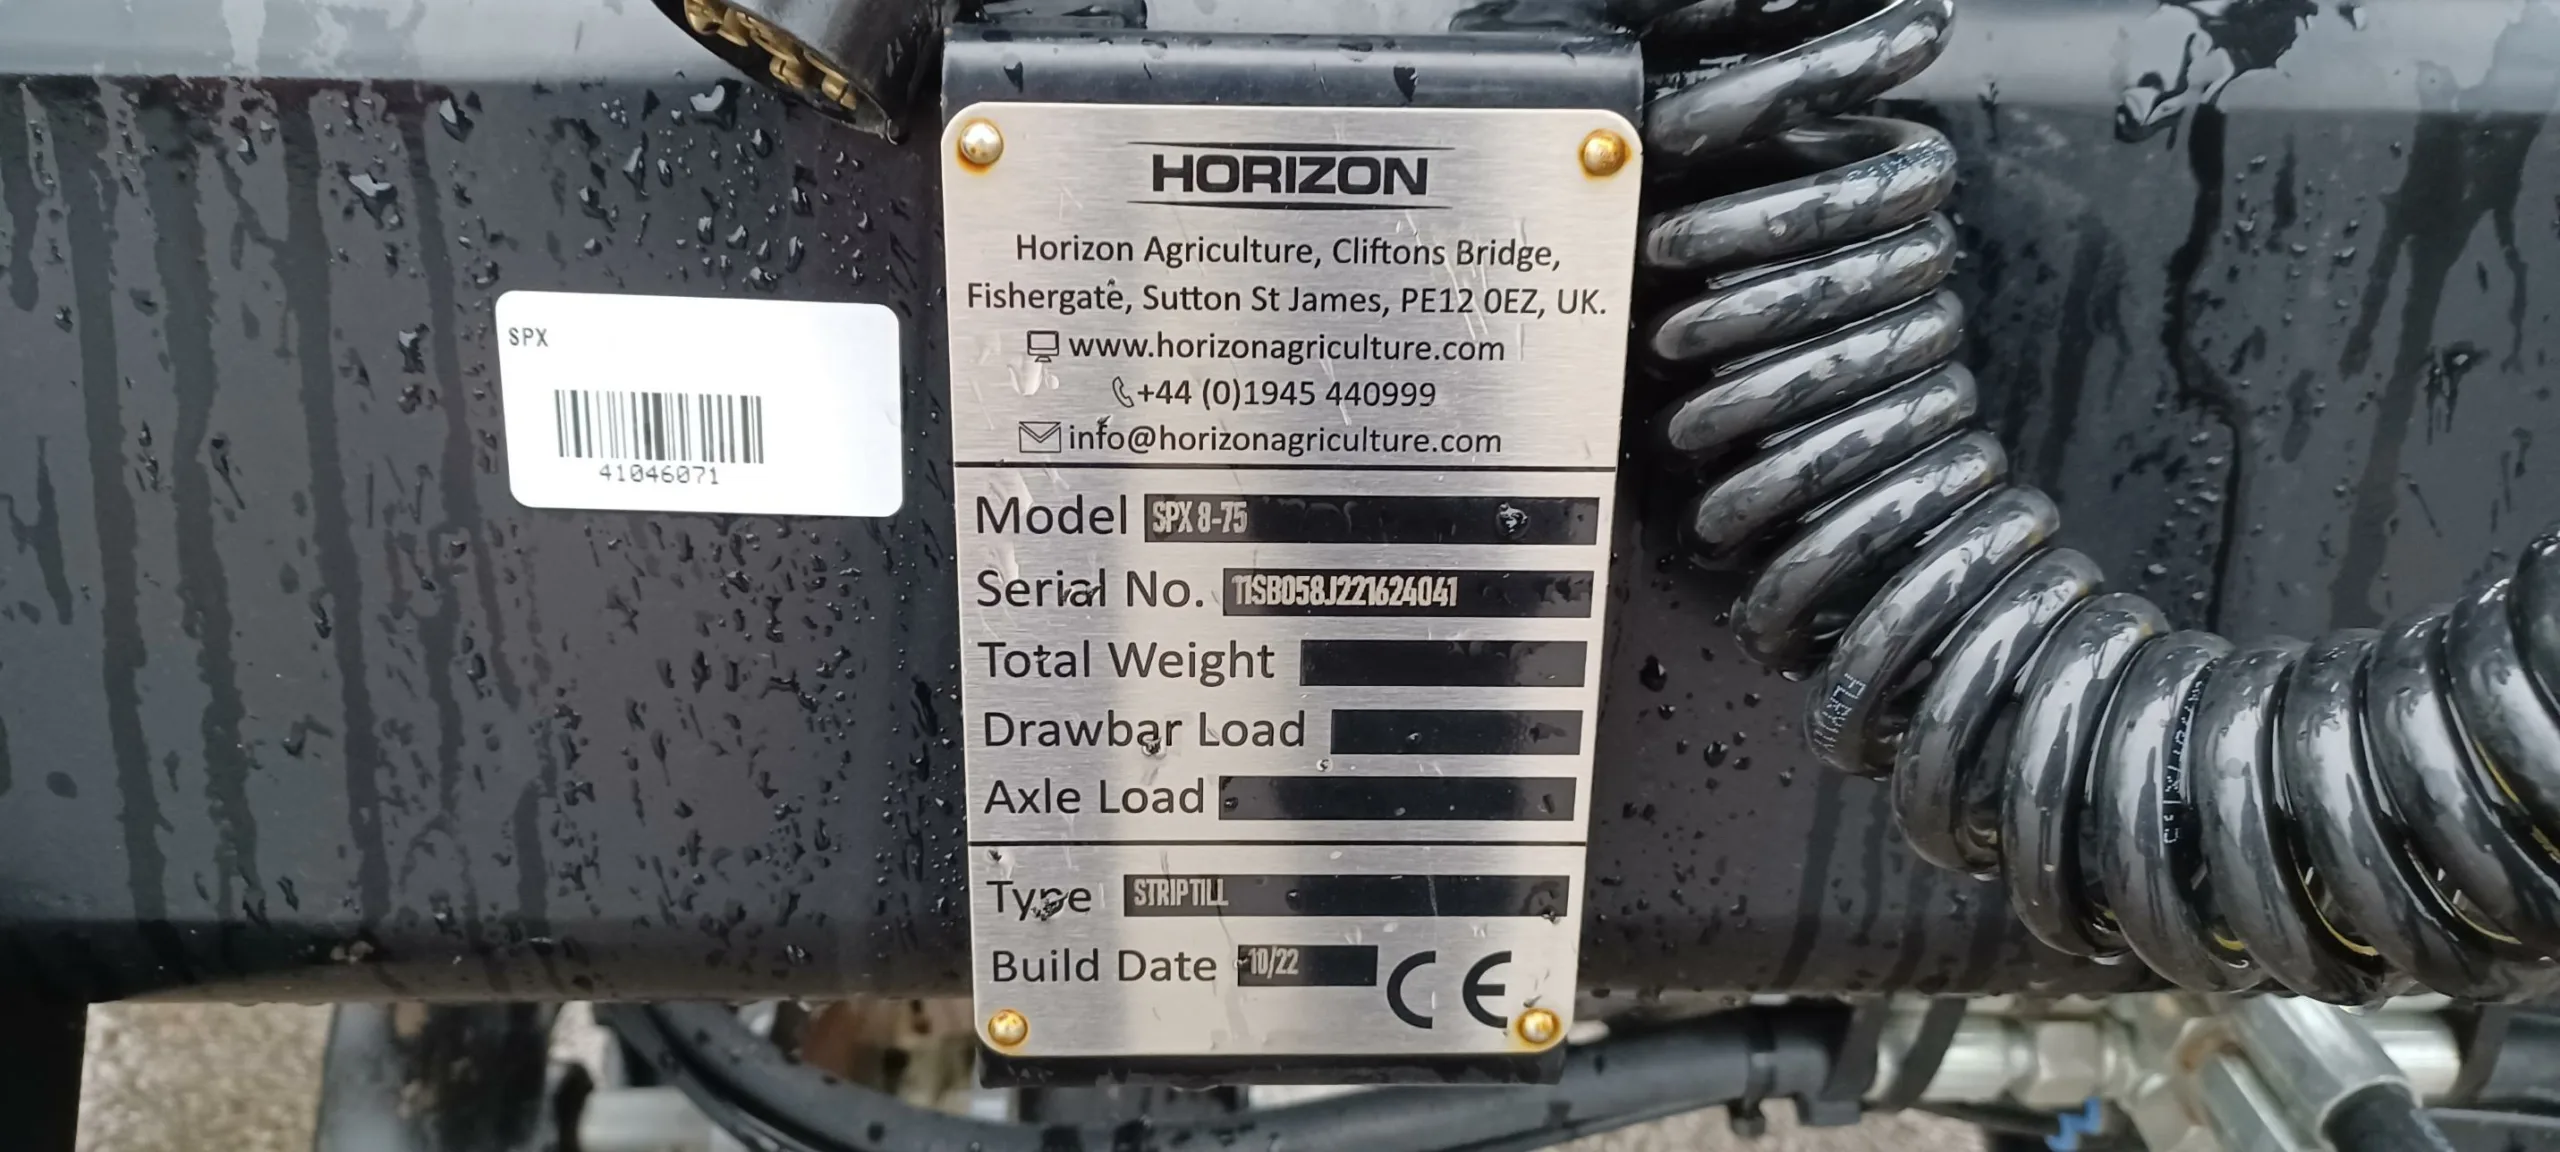 SPX
41046071
HORIZON
Horizon Agriculture, Cliftons Bridge,
Fishergate, Sutton St James, PE12 0EZ, UK.
www.horizonagriculture.com
+44 (0)1945 440999
info@horizonagriculture.com
Model SPX 8-75
Serial No. 11SB058J221624041
Total Weight
Drawbar Load
Axle Load
Type STRIPTILL
Build Date 10/22
CE